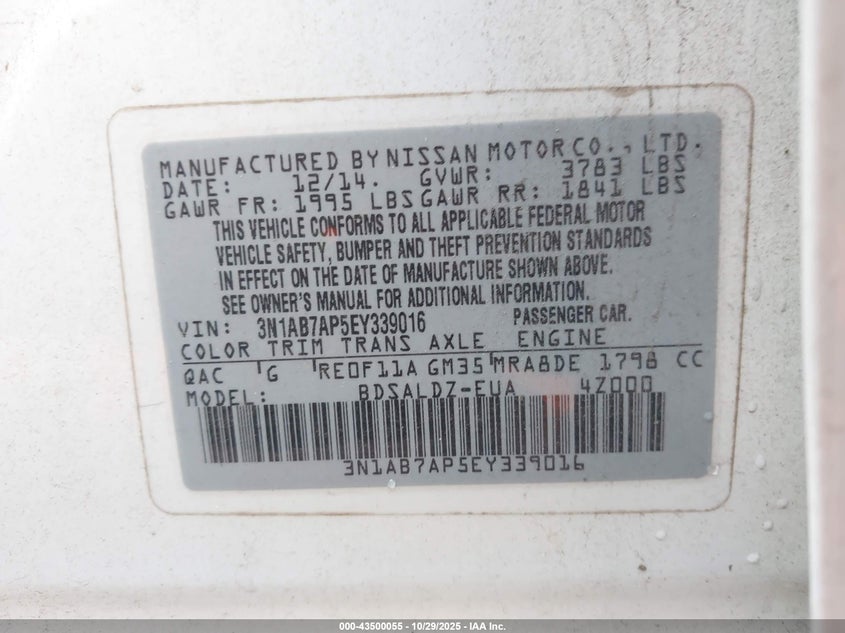 MANUFACTURED BY NISSAN MOTOR CO., LTD.
DATE: 12/14. GVWR: 3783 LBS
GAWR FR: 1995 LBS GAWR RR: 1841 LBS
THIS VEHICLE CONFORMS TO ALL APPLICABLE FEDERAL MOTOR
VEHICLE SAFETY, BUMPER AND THEFT PREVENTION STANDARDS
IN EFFECT ON THE DATE OF MANUFACTURE SHOWN ABOVE.
SEE OWNER'S MANUAL FOR ADDITIONAL INFORMATION.
VIN: 3N1AB7AP5EY339016 PASSENGER CAR.
COLOR TRIM TRANS AXLE ENGINE
QAC G RE0F11A GM35 MRA8DE 1798 CC
MODEL: BDSALDZ-EUA 4Z000
3N1AB7AP5EY339016
000-43500055 - 10/29/2025 - IAA Inc.